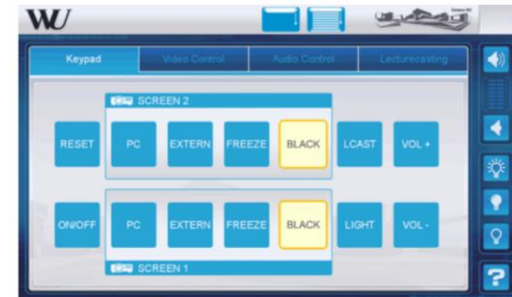 WU
Keypad Video Control Audio Control Lecturecasting
SCREEN 2
RESET PC EXTERN FREEZE BLACK LCAST VOL +
ON/OFF PC EXTERN FREEZE BLACK LIGHT VOL -
SCREEN 1
?